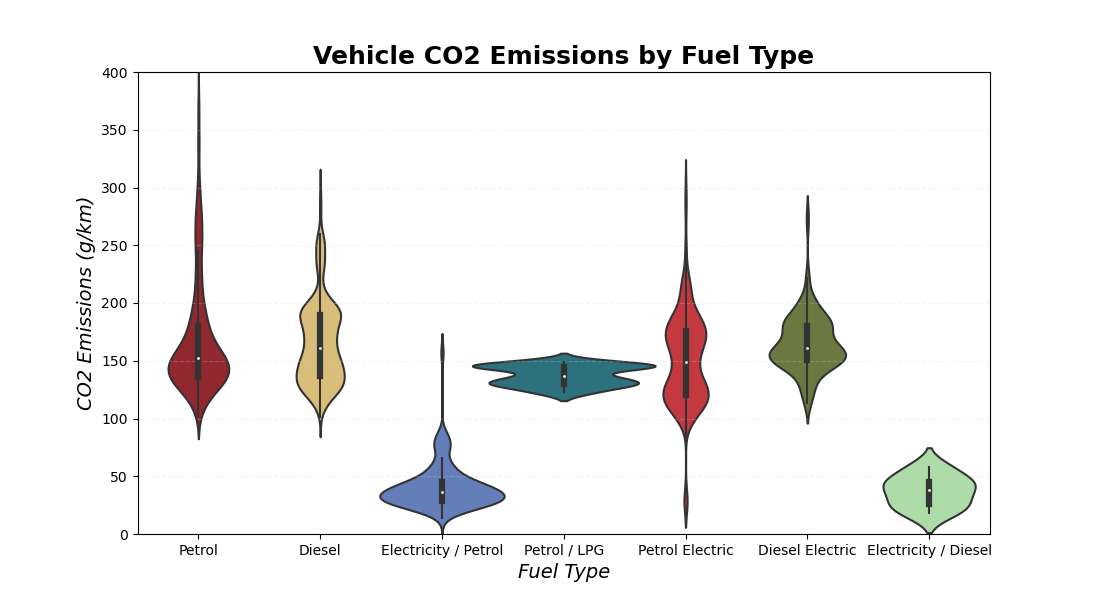 Vehicle CO2 Emissions by Fuel Type
400
350
300
250
200
150
100
50
0
CO2 Emissions (g/km)
Petrol
Diesel
Electricity / Petrol
Petrol / LPG
Petrol Electric
Diesel Electric
Electricity / Diesel
Fuel Type